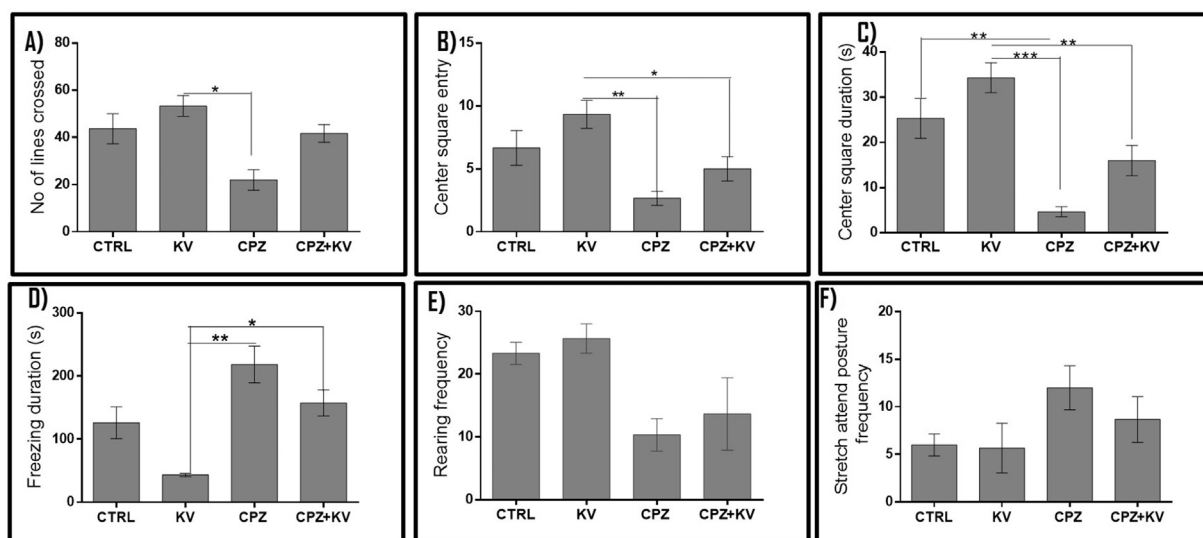 A)
No of lines crossed
80
60
40
20
0
*
CTRL KV CPZ CPZ+KV
B)
Center square entry
15
10
5
0
*
**
CTRL KV CPZ CPZ+KV
C)
Center square duration (s)
40
30
20
10
0
** **
***
CTRL KV CPZ CPZ+KV
D)
Freezing duration (s)
300
200
100
0
*
**
CTRL KV CPZ CPZ+KV
E)
Rearing frequency
30
20
10
0
CTRL KV CPZ CPZ+KV
F)
Stretch attend posture
frequency
20
15
10
5
0
CTRL KV CPZ CPZ+KV